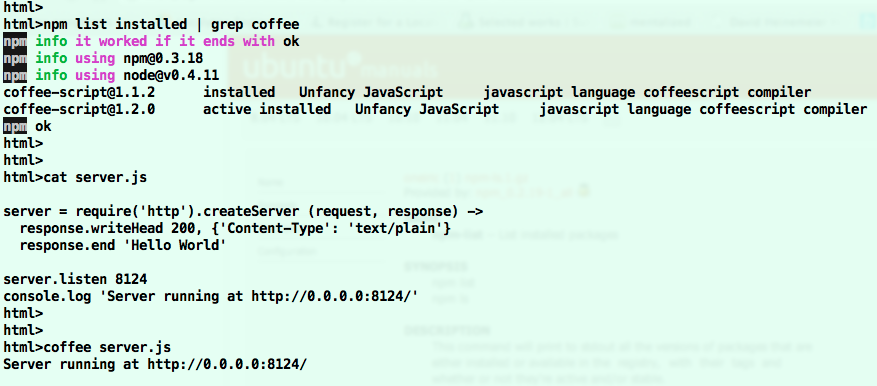 html>
html>npm list installed | grep coffee
npm info it worked if it ends with ok
npm info using npm@0.3.18
npm info using node@v0.4.11
coffee-script@1.1.2      installed   Unfancy JavaScript     javascript language coffeescript compiler
coffee-script@1.2.0      active installed   Unfancy JavaScript     javascript language coffeescript compiler
npm ok
html>
html>
html>cat server.js

server = require('http').createServer (request, response) ->
  response.writeHead 200, {'Content-Type': 'text/plain'}
  response.end 'Hello World'

server.listen 8124
console.log 'Server running at http://0.0.0.0:8124/'
html>
html>
html>coffee server.js
Server running at http://0.0.0.0:8124/
ubuntu
manuals
SYNOPSIS
DESCRIPTION